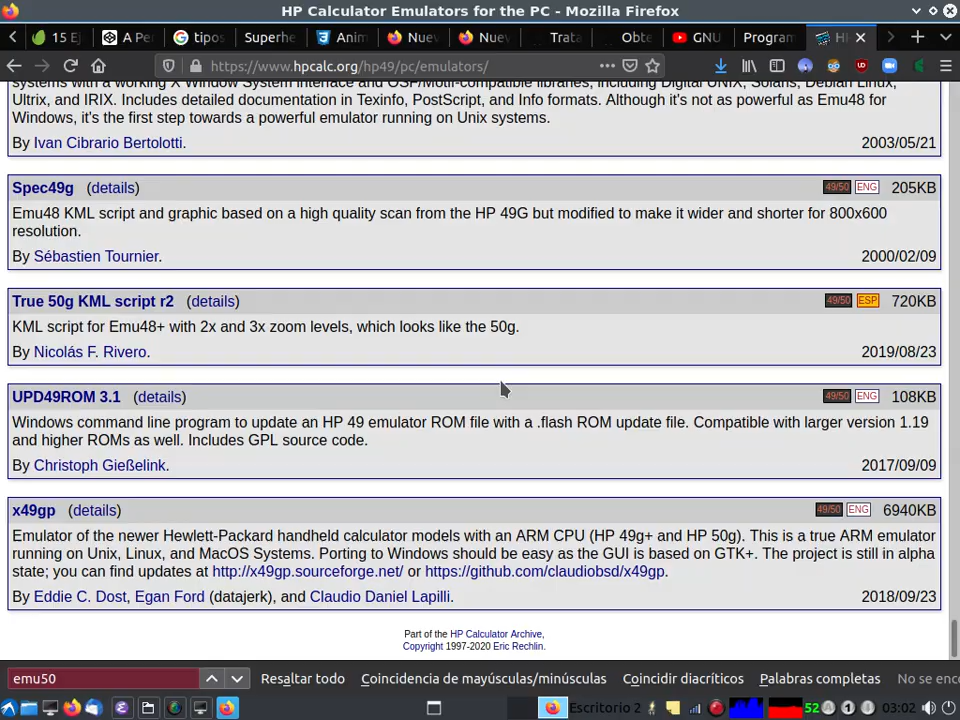 HP Calculator Emulators for the PC - Mozilla Firefox
15 Ej
A Pe
tipos
Superhe
Anim
Nuev
Nuev
Trata
Obte
GNU
Program
HP
https://www.hpcalc.org/hp49/pc/emulators/
systems with a working X Window System interface and OSF/Motif-compatible libraries, including Digital UNIX, Solaris, Debian Linux,
Ultrix, and IRIX. Includes detailed documentation in Texinfo, PostScript, and Info formats. Although it's not as powerful as Emu48 for
Windows, it's the first step towards a powerful emulator running on Unix systems.
By Ivan Cibrario Bertolotti. 2003/05/21
Spec49g (details) 49/50 ENG 205KB
Emu48 KML script and graphic based on a high quality scan from the HP 49G but modified to make it wider and shorter for 800x600
resolution.
By Sébastien Tournier. 2000/02/09
True 50g KML script r2 (details) 49/50 ESP 720KB
KML script for Emu48+ with 2x and 3x zoom levels, which looks like the 50g.
By Nicolás F. Rivero. 2019/08/23
UPD49ROM 3.1 (details) 49/50 ENG 108KB
Windows command line program to update an HP 49 emulator ROM file with a .flash ROM update file. Compatible with larger version 1.19
and higher ROMs as well. Includes GPL source code.
By Christoph Gießelink. 2017/09/09
x49gp (details) 49/50 ENG 6940KB
Emulator of the newer Hewlett-Packard handheld calculator models with an ARM CPU (HP 49g+ and HP 50g). This is a true ARM emulator
running on Unix, Linux, and MacOS Systems. Porting to Windows should be easy as the GUI is based on GTK+. The project is still in alpha
state; you can find updates at http://x49gp.sourceforge.net/ or https://github.com/claudiobsd/x49gp.
By Eddie C. Dost, Egan Ford (datajerk), and Claudio Daniel Lapilli. 2018/09/23
Part of the HP Calculator Archive,
Copyright 1997-2020 Eric Rechlin.
emu50 Resaltar todo Coincidencia de mayúsculas/minúsculas Coincidir diacríticos Palabras completas No se enc
Escritorio 2 52 03:02